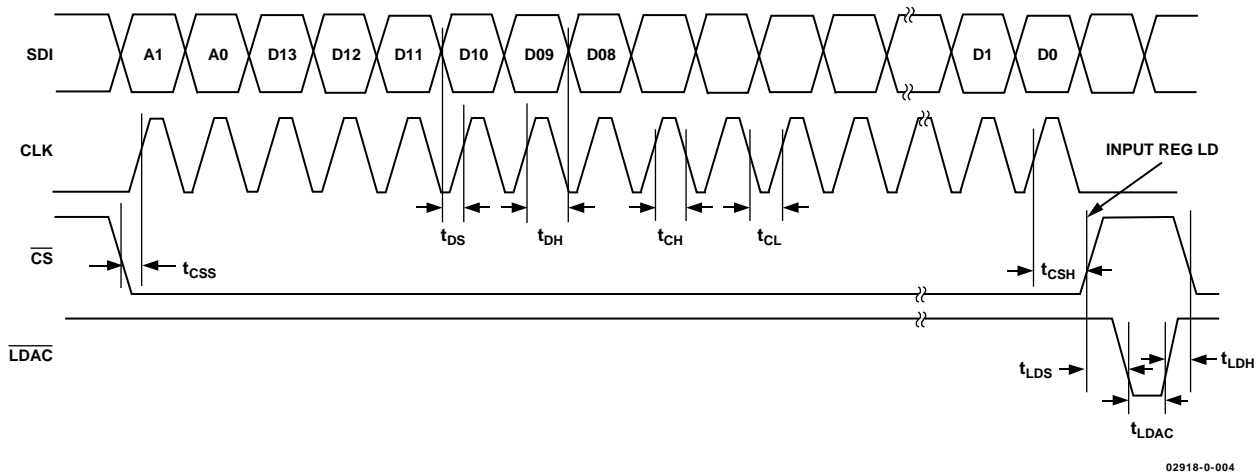 SDI A1 A0 D13 D12 D11 D10 D09 D08 D1 D0
CLK
INPUT REG LD
tDS tDH tCH tCL
CS
tCSS tCSH
LDAC
tLDS tLDH
tLDAC
02918-0-004